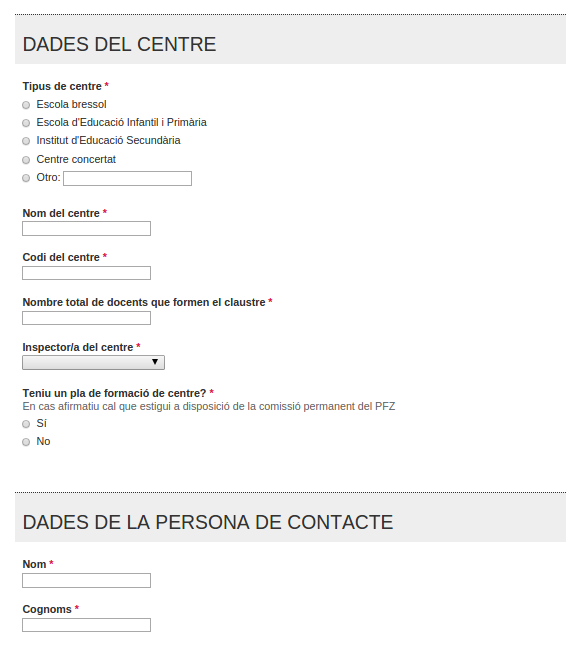 DADES DEL CENTRE
Tipus de centre *
Escola bressol
Escola d'Educació Infantil i Primària
Institut d'Educació Secundària
Centre concertat
Otro:
Nom del centre *
Codi del centre *
Nombre total de docents que formen el claustre *
Inspector/a del centre *
Teniu un pla de formació de centre? *
En cas afirmatiu cal que estigui a disposició de la comissió permanent del PFZ
Sí
No
DADES DE LA PERSONA DE CONTACTE
Nom *
Cognoms *